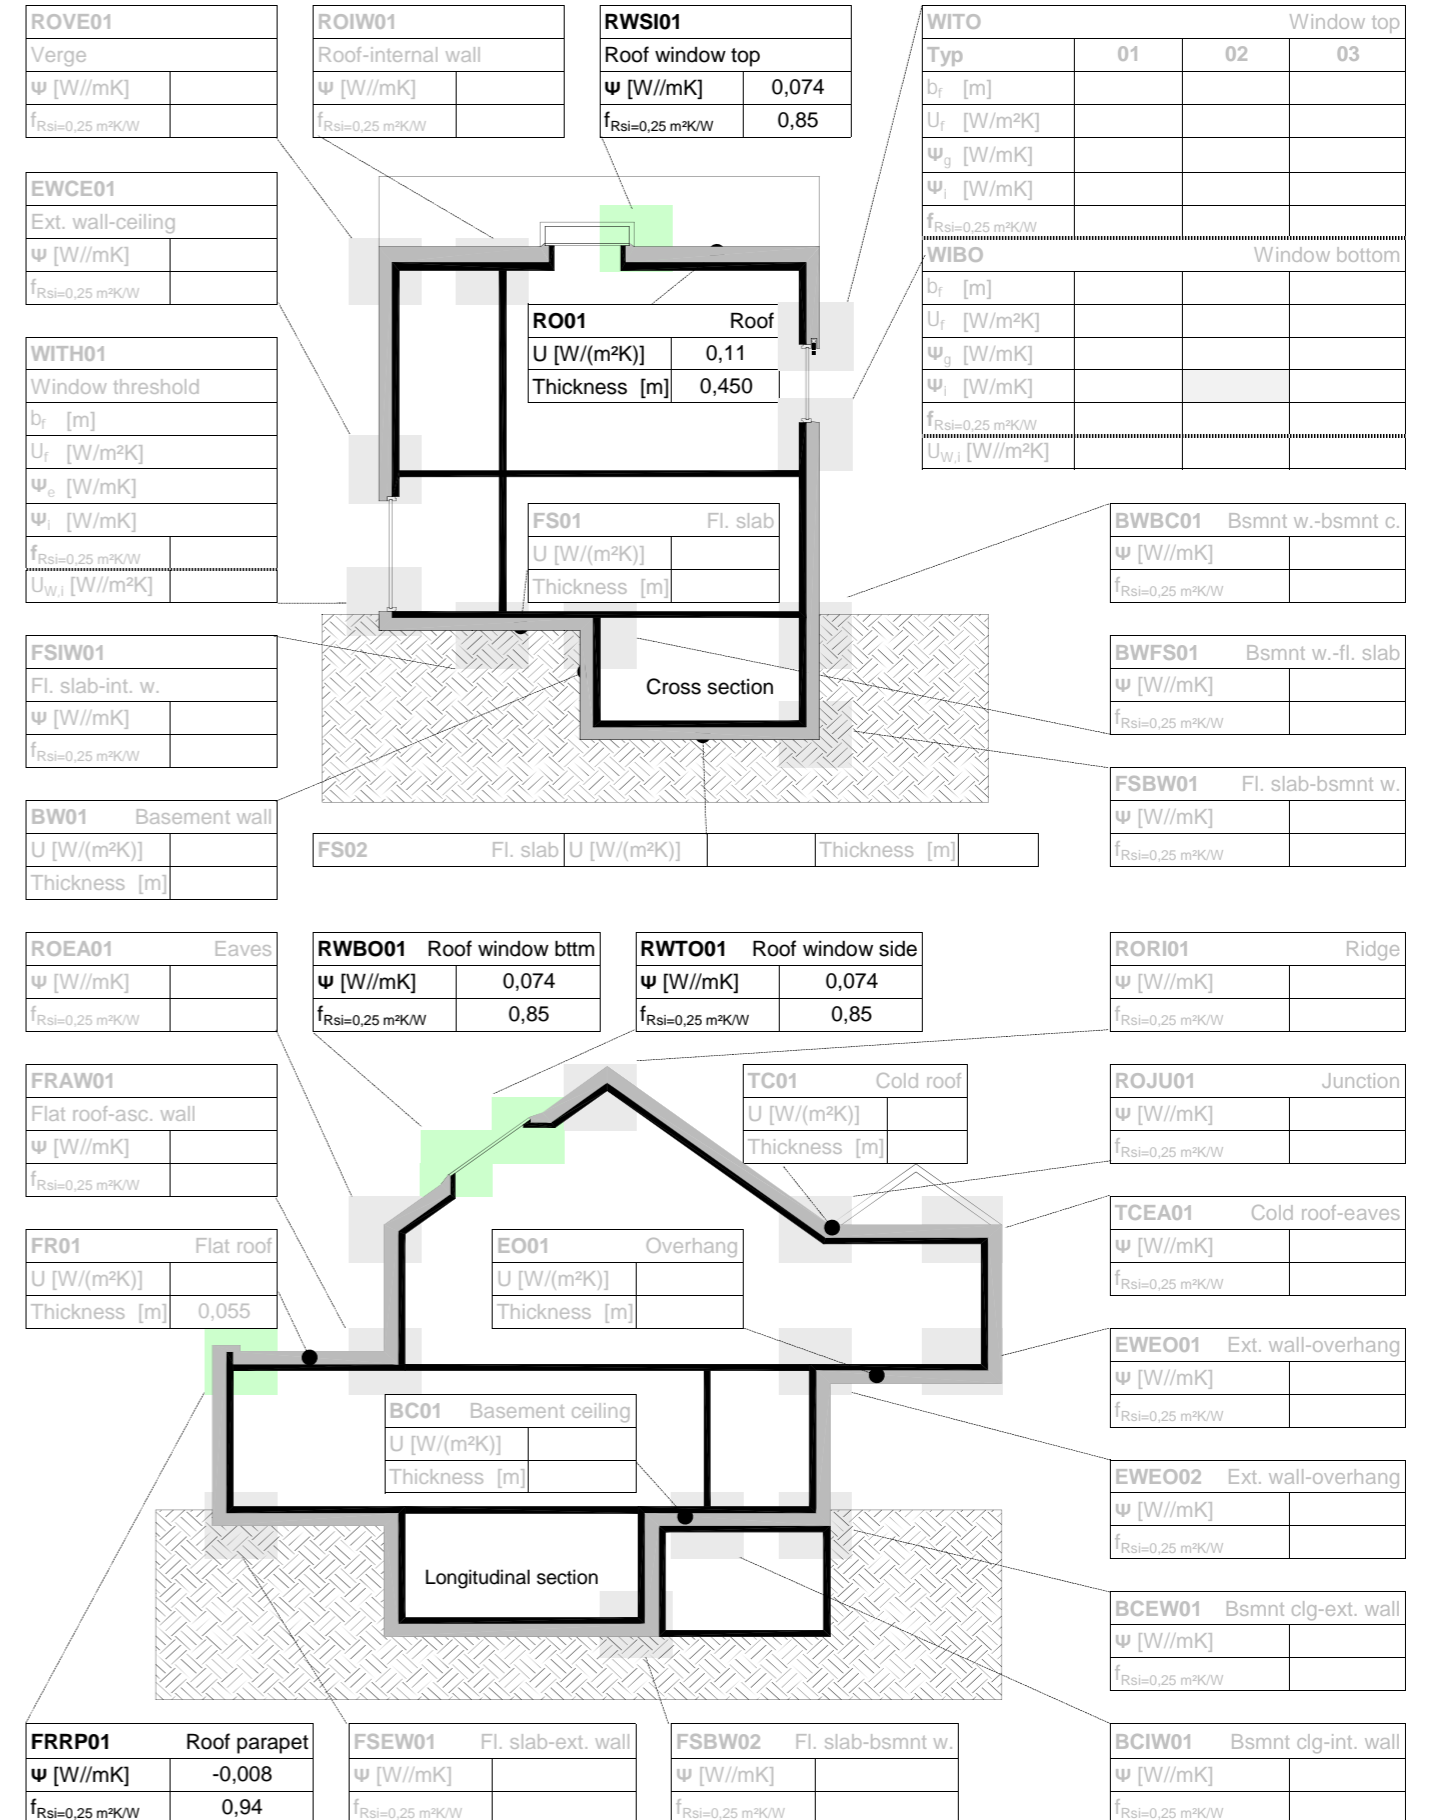 ROVE01
Verge
Ψ [W//mK]
fRsi=0,25 m²K/W
ROIW01
Roof-internal wall
Ψ [W//mK]
fRsi=0,25 m²K/W
RWSI01
Roof window top
Ψ [W//mK] 0,074
fRsi=0,25 m²K/W 0,85
WITO Window top
Typ 01 02 03
bf [m]
Uf [W/m²K]
Ψg [W/mK]
Ψi [W/mK]
fRsi=0,25 m²K/W
WIBO Window bottom
bf [m]
Uf [W/m²K]
Ψg [W/mK]
Ψi [W/mK]
fRsi=0,25 m²K/W
UW,i [W//m²K]
EWCE01
Ext. wall-ceiling
Ψ [W//mK]
fRsi=0,25 m²K/W
RO01 Roof
U [W/(m²K)] 0,11
Thickness [m] 0,450
WITH01
Window threshold
bf [m]
Uf [W/m²K]
Ψe [W/mK]
Ψi [W/mK]
fRsi=0,25 m²K/W
UW,i [W//m²K]
FS01 Fl. slab
U [W/(m²K)]
Thickness [m]
BWBC01 Bsmnt w.-bsmnt c.
Ψ [W//mK]
fRsi=0,25 m²K/W
FSIW01
Fl. slab-int. w.
Ψ [W//mK]
fRsi=0,25 m²K/W
Cross section
BWFS01 Bsmnt w.-fl. slab
Ψ [W//mK]
fRsi=0,25 m²K/W
FSBW01 Fl. slab-bsmnt w.
Ψ [W//mK]
fRsi=0,25 m²K/W
BW01 Basement wall
U [W/(m²K)]
Thickness [m]
FS02 Fl. slab U [W/(m²K)] Thickness [m]
ROEA01 Eaves
Ψ [W//mK]
fRsi=0,25 m²K/W
RWBO01 Roof window bttm
Ψ [W//mK] 0,074
fRsi=0,25 m²K/W 0,85
RWTO01 Roof window side
Ψ [W//mK] 0,074
fRsi=0,25 m²K/W 0,85
RORI01 Ridge
Ψ [W//mK]
fRsi=0,25 m²K/W
FRAW01
Flat roof-asc. wall
Ψ [W//mK]
fRsi=0,25 m²K/W
TC01 Cold roof
U [W/(m²K)]
Thickness [m]
ROJU01 Junction
Ψ [W//mK]
fRsi=0,25 m²K/W
TCEA01 Cold roof-eaves
Ψ [W//mK]
fRsi=0,25 m²K/W
FR01 Flat roof
U [W/(m²K)]
Thickness [m] 0,055
EO01 Overhang
U [W/(m²K)]
Thickness [m]
EWEO01 Ext. wall-overhang
Ψ [W//mK]
fRsi=0,25 m²K/W
BC01 Basement ceiling
U [W/(m²K)]
Thickness [m]
EWEO02 Ext. wall-overhang
Ψ [W//mK]
fRsi=0,25 m²K/W
Longitudinal section
BCEW01 Bsmnt clg-ext. wall
Ψ [W//mK]
fRsi=0,25 m²K/W
FRRP01 Roof parapet
Ψ [W//mK] -0,008
fRsi=0,25 m²K/W 0,94
FSEW01 Fl. slab-ext. wall
Ψ [W//mK]
fRsi=0,25 m²K/W
FSBW02 Fl. slab-bsmnt w.
Ψ [W//mK]
fRsi=0,25 m²K/W
BCIW01 Bsmnt clg-int. wall
Ψ [W//mK]
fRsi=0,25 m²K/W